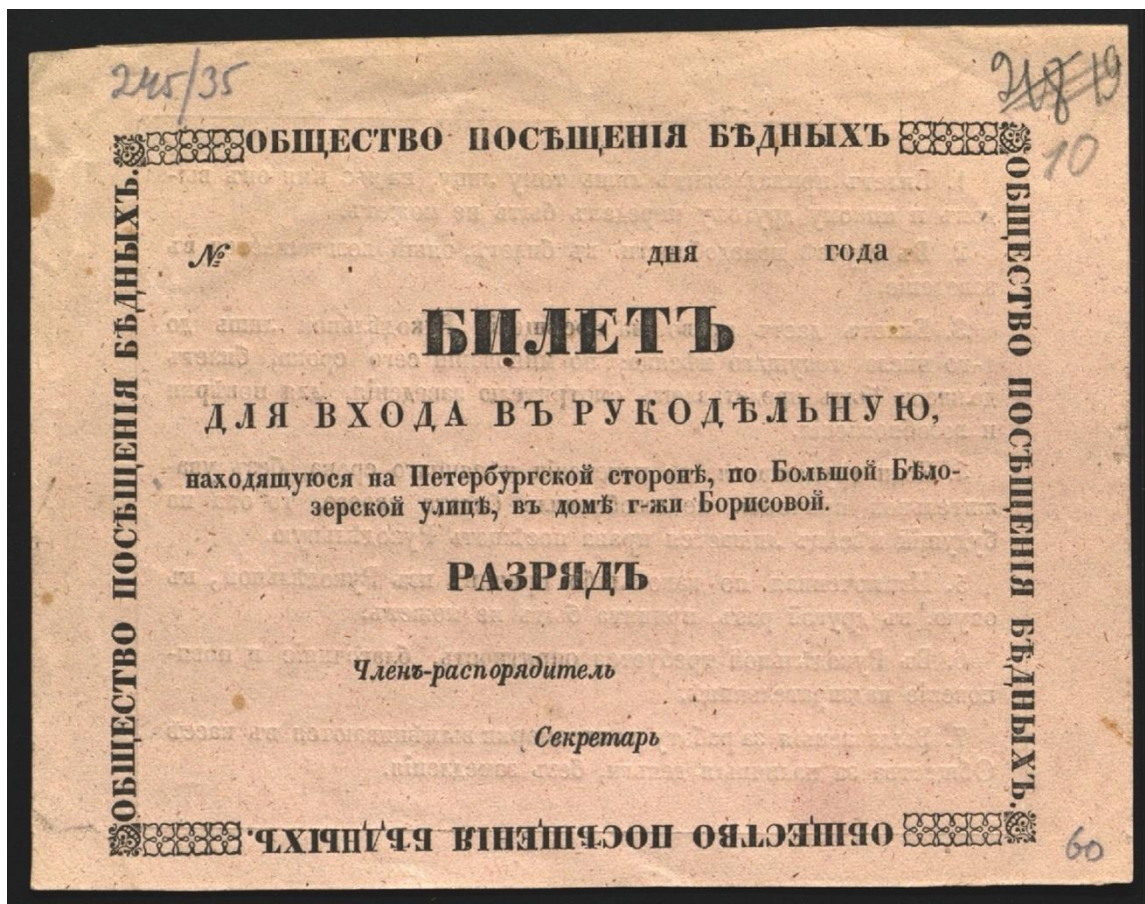 245/35
19
10
ОБЩЕСТВО ПОСѢЩЕНІЯ БѢДНЫХЪ
№ дня года
БИЛЕТЪ
ДЛЯ ВХОДА ВЪ РУКОДѢЛЬНУЮ,
находящуюся на Петербургской сторонѣ, по Большой Бѣло-
зерской улицѣ, въ домѣ г-жи Борисовой.
РАЗРЯДЪ
Членъ-распорядитель
Секретарь
ОБЩЕСТВО ПОСѢЩЕНІЯ БѢДНЫХЪ.
ОБЩЕСТВО ПОСѢЩЕНІЯ БѢДНЫХЪ.
ОБЩЕСТВО ПОСѢЩЕНІЯ БѢДНЫХЪ.
60